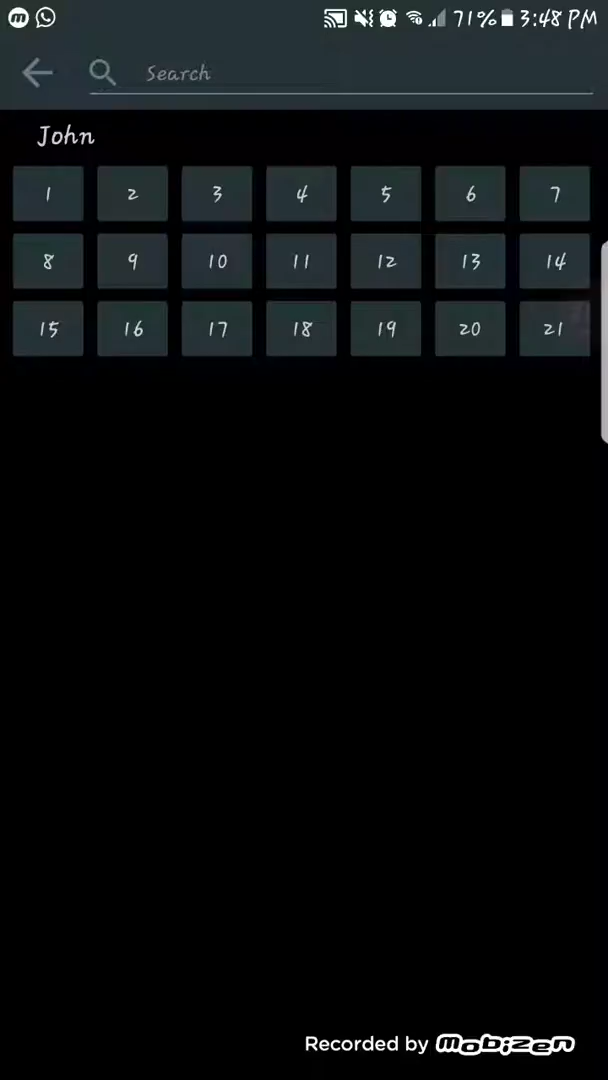 71% 3:48 PM
Search
John
1 2 3 4 5 6 7
8 9 10 11 12 13 14
15 16 17 18 19 20 21
Recorded by mobizen